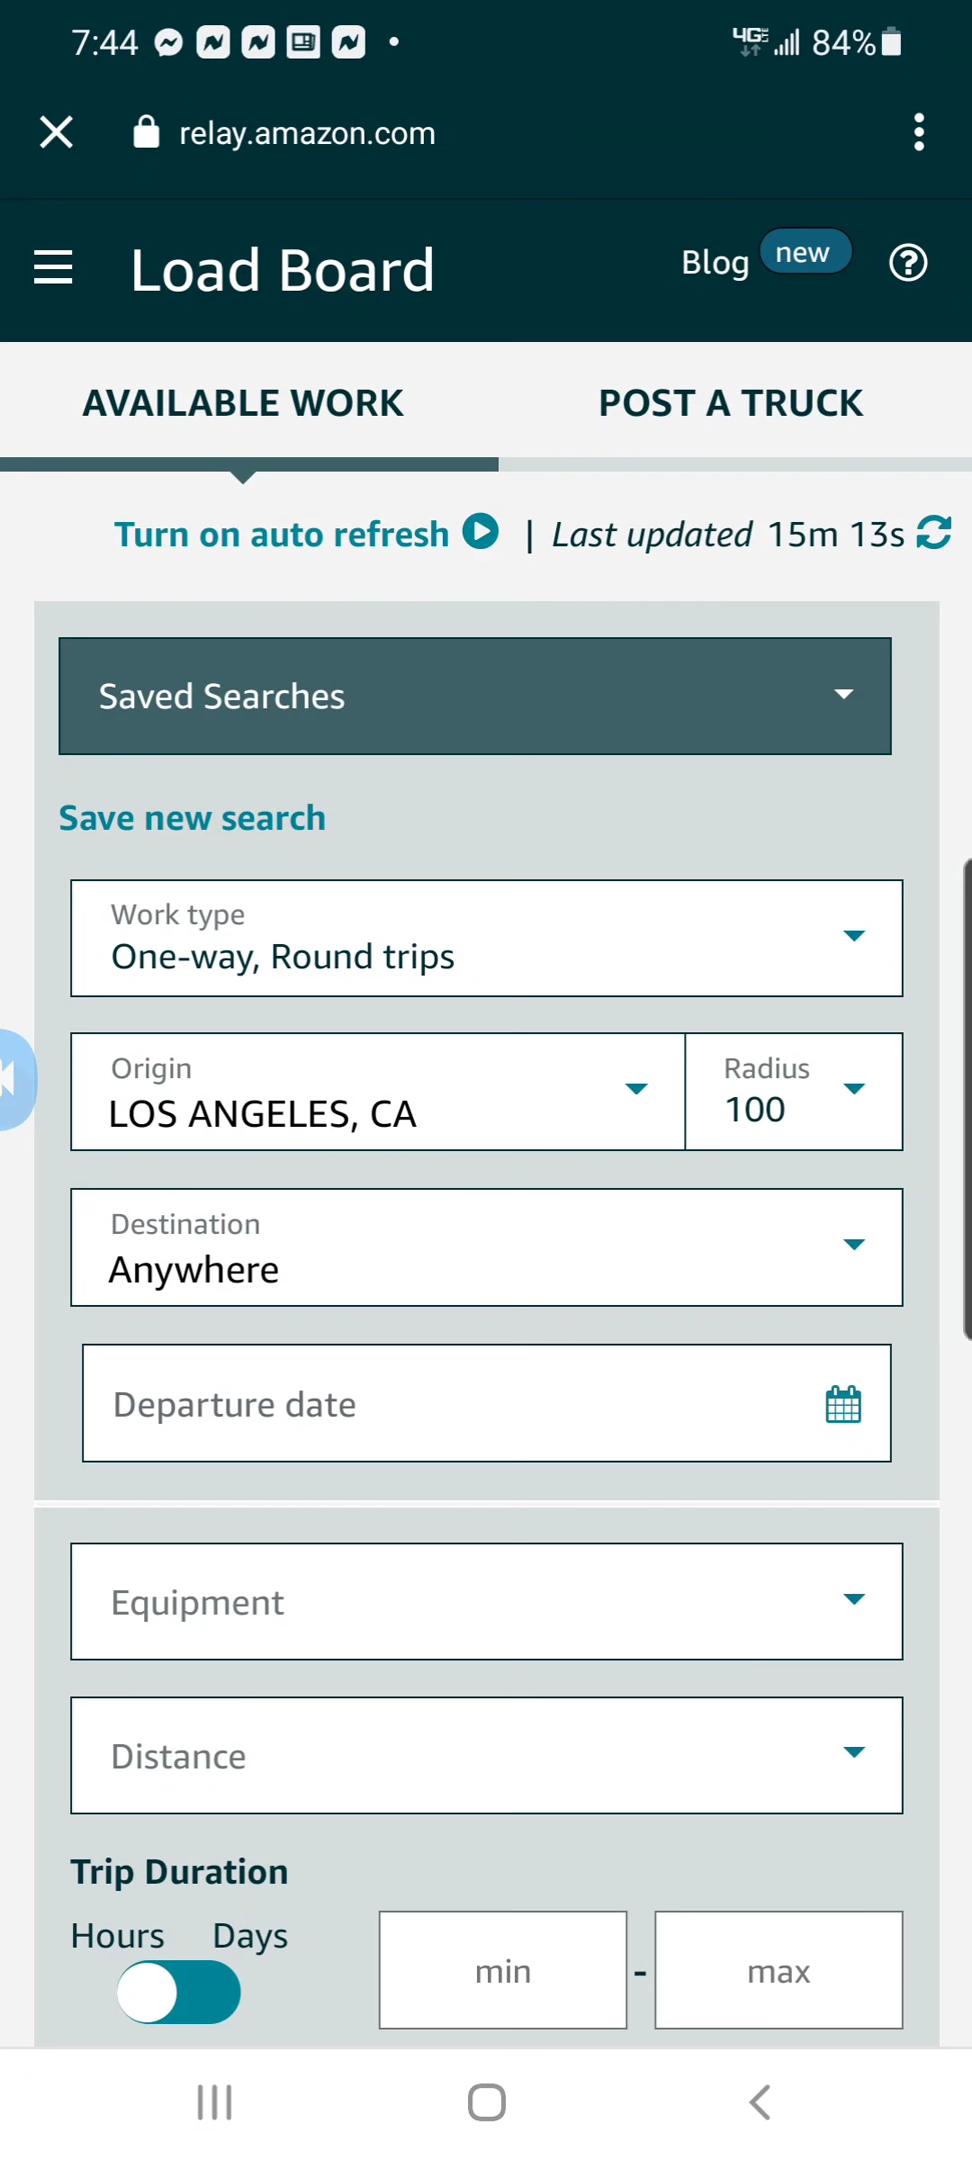 7:44 4G LTE 84%
relay.amazon.com
Load Board Blog new ?
AVAILABLE WORK POST A TRUCK
Turn on auto refresh | Last updated 15m 13s
Saved Searches
Save new search
Work type
One-way, Round trips
Origin Radius
LOS ANGELES, CA 100
Destination
Anywhere
Departure date
Equipment
Distance
Trip Duration
Hours Days
min - max